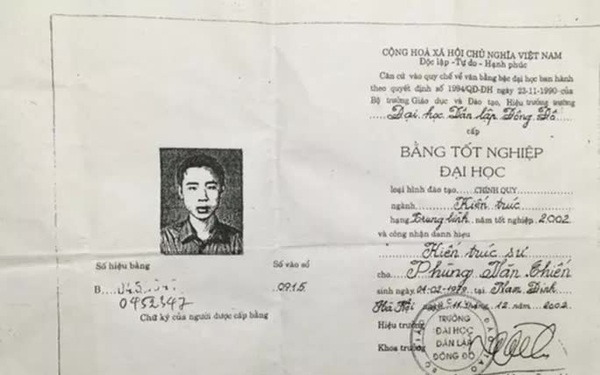 CỘNG HOÀ XÃ HỘI CHỦ NGHĨA VIỆT NAM
Độc lập - Tự do - Hạnh phúc
Căn cứ vào quy chế về văn bằng bậc đại học ban hành
theo quyết định số 1994/QĐ-ĐH ngày 23-11-1990 của
Bộ trưởng Giáo dục và Đào tạo, Hiệu trưởng trường
Đại học Dân lập Đông Đô
cấp
BẰNG TỐT NGHIỆP
ĐẠI HỌC
loại hình đào tạo CHÍNH QUY
ngành Kiến trúc
hạng Trung bình năm tốt nghiệp 2002
và công nhận danh hiệu
Kiến trúc sư
cho Phùng Văn Chiến
sinh ngày 01-02-1979 tại Nam Định
Hà Nội ngày 11 tháng 12 năm 2002
Hiệu trưởng
Khoa trưởng
TRƯỜNG
ĐẠI HỌC
DÂN LẬP
ĐÔNG ĐÔ
Số hiệu bằng
Số vào sổ
B
0915
0452347
Chữ ký của người được cấp bằng